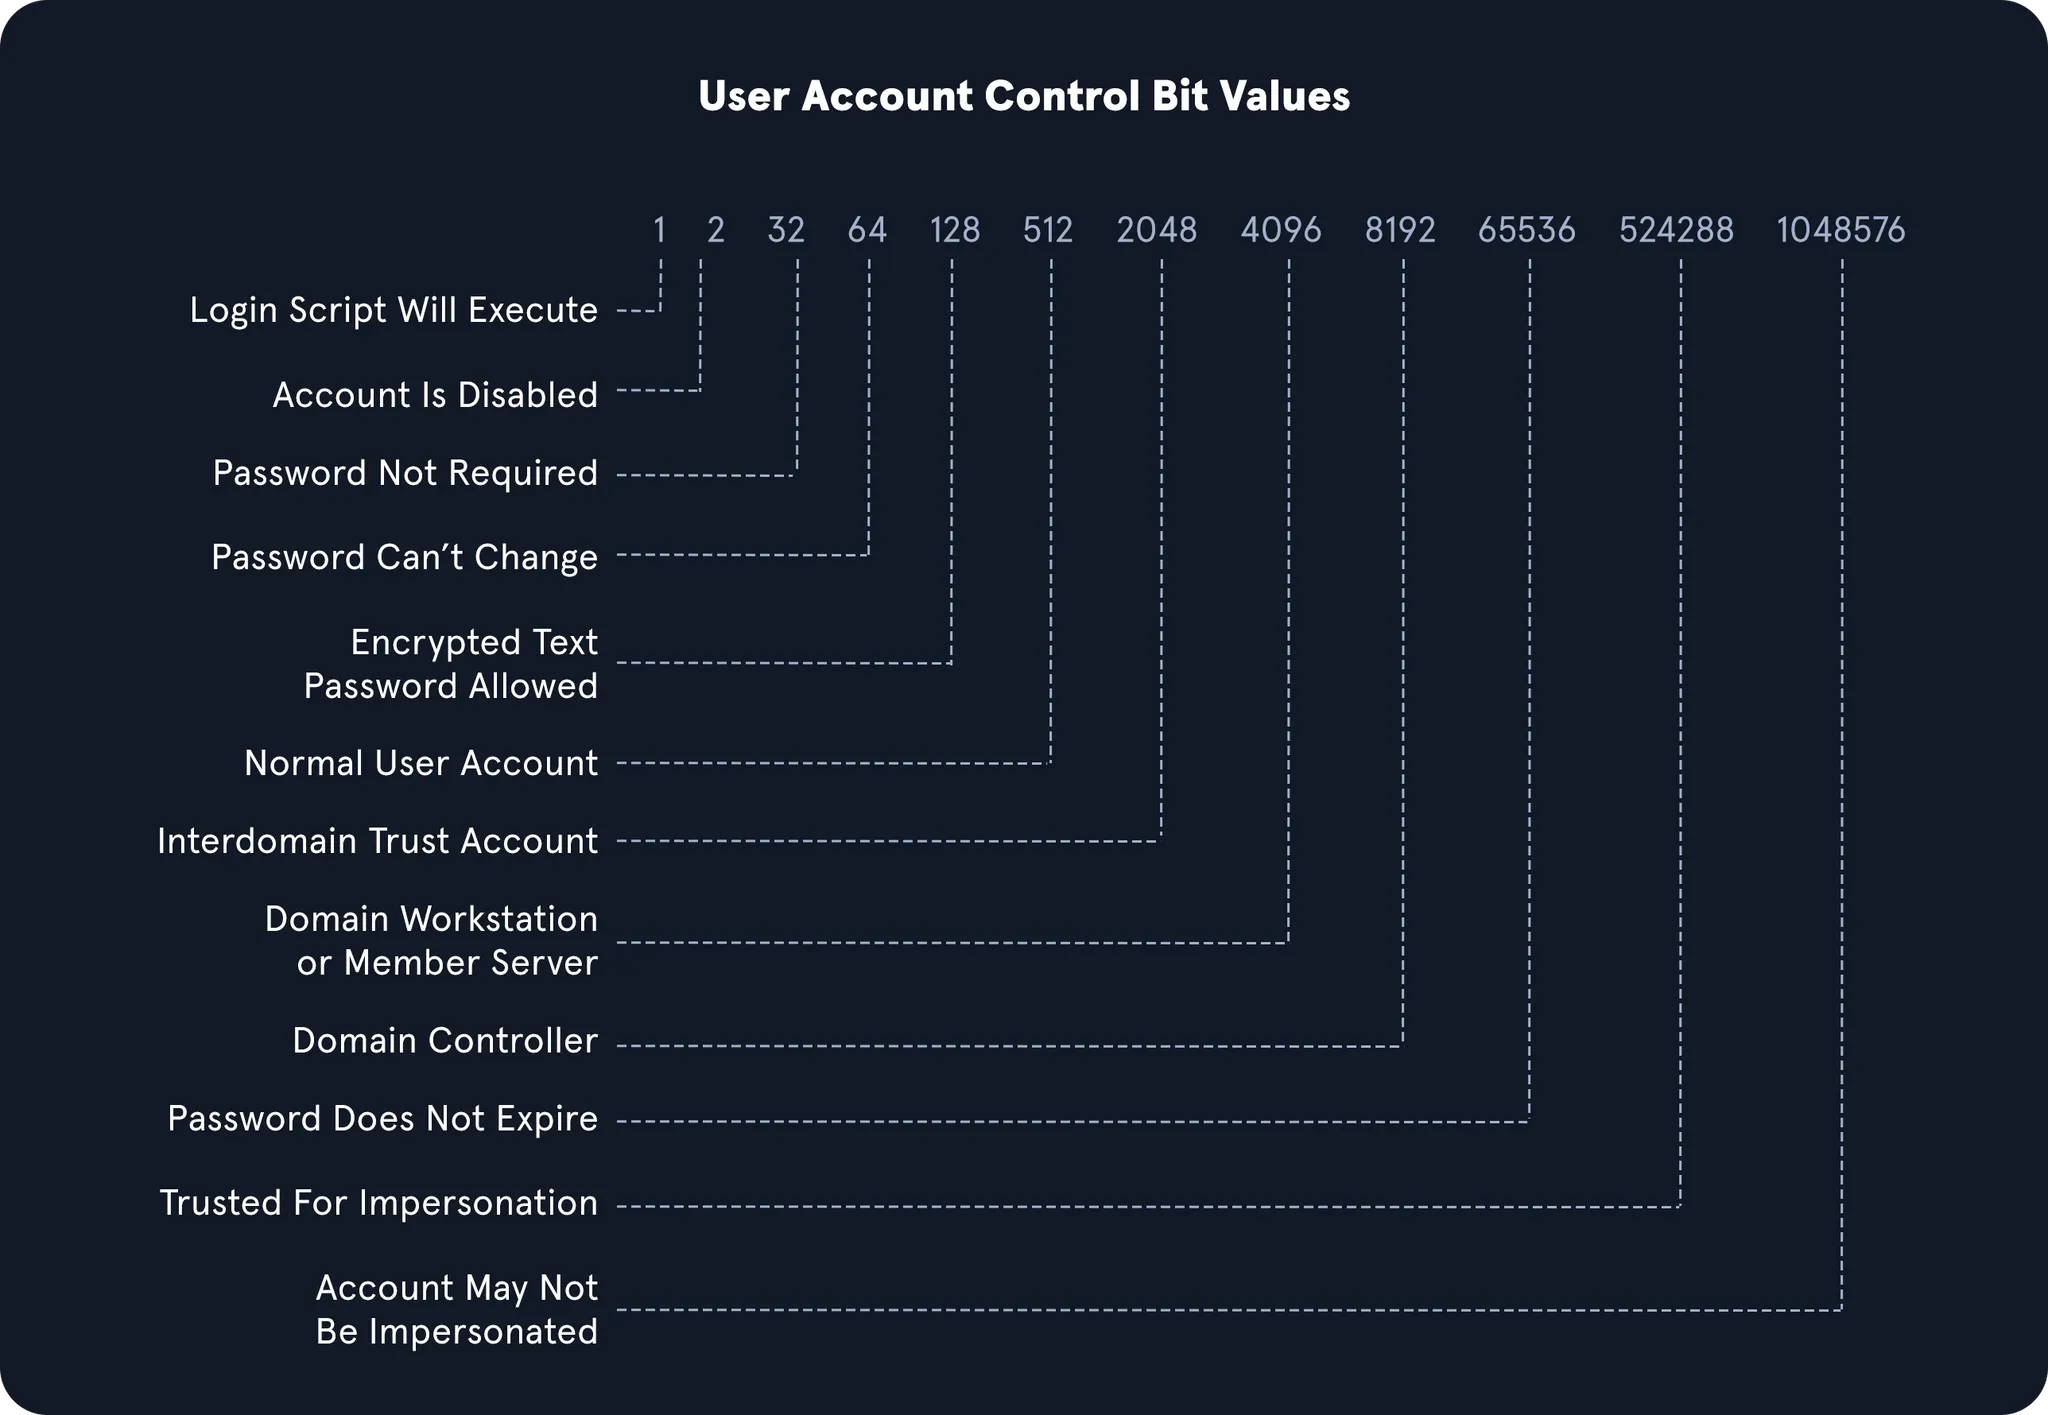 User Account Control Bit Values
1 2 32 64 128 512 2048 4096 8192 65536 524288 1048576
Login Script Will Execute
Account Is Disabled
Password Not Required
Password Can’t Change
Encrypted Text
Password Allowed
Normal User Account
Interdomain Trust Account
Domain Workstation
or Member Server
Domain Controller
Password Does Not Expire
Trusted For Impersonation
Account May Not
Be Impersonated